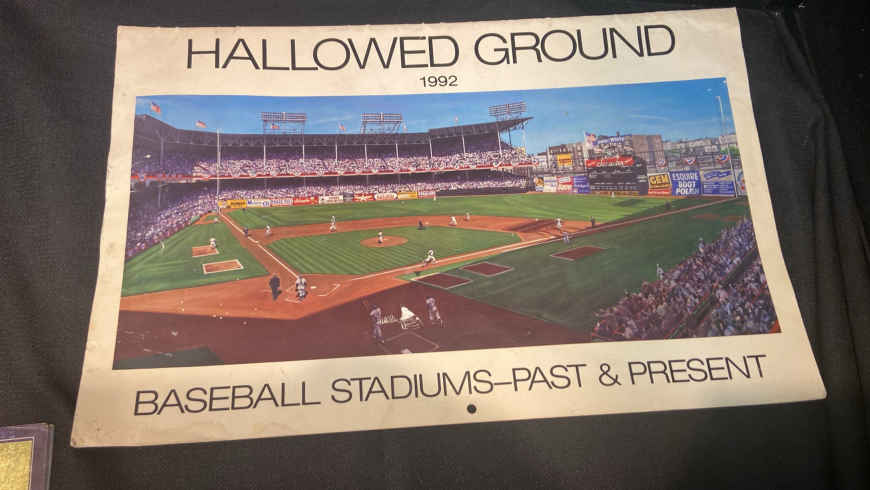 HALLOWED GROUND
1992
GEM
ESQUIRE
BOOT
POLISH
BASEBALL STADIUMS–PAST & PRESENT